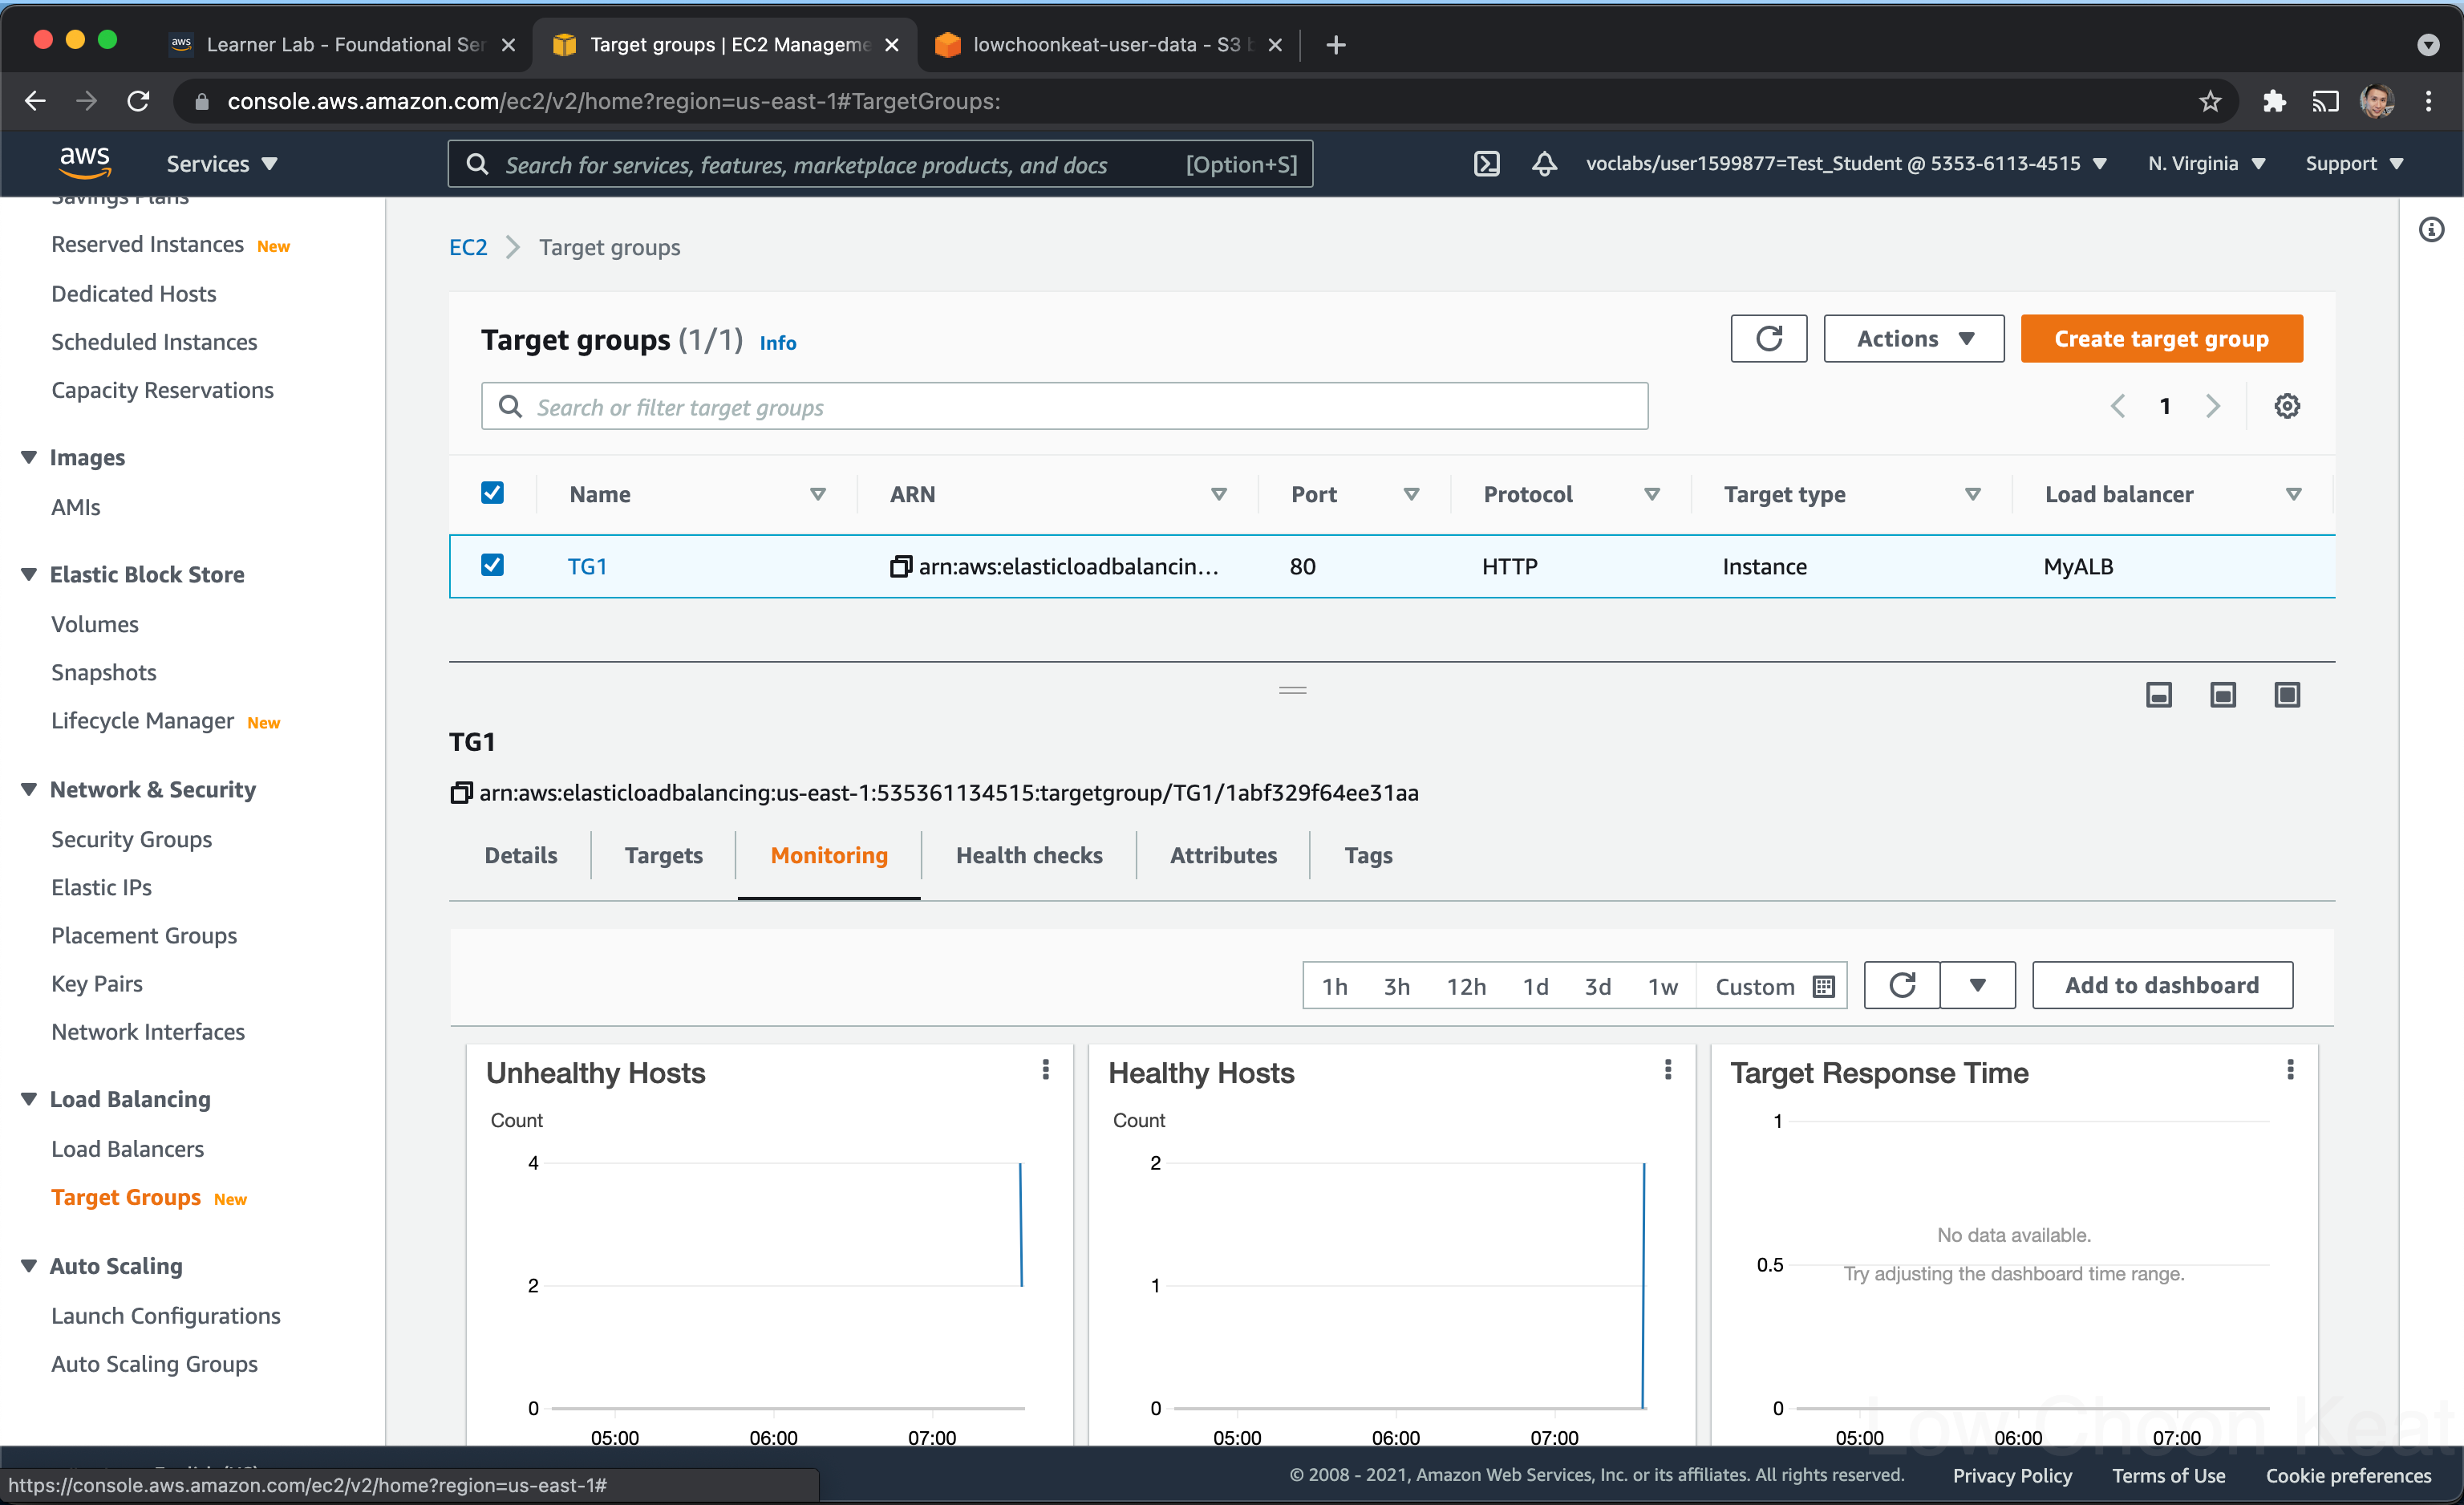 aws Learner Lab - Foundational Ser
Target groups | EC2 Manageme
lowchoonkeat-user-data - S3 b
console.aws.amazon.com/ec2/v2/home?region=us-east-1#TargetGroups:
aws
Services
Search for services, features, marketplace products, and docs [Option+S]
voclabs/user1599877=Test_Student @ 5353-6113-4515
N. Virginia
Support
Savings Plans
Reserved Instances New
Dedicated Hosts
Scheduled Instances
Capacity Reservations
Images
AMIs
Elastic Block Store
Volumes
Snapshots
Lifecycle Manager New
Network & Security
Security Groups
Elastic IPs
Placement Groups
Key Pairs
Network Interfaces
Load Balancing
Load Balancers
Target Groups New
Auto Scaling
Launch Configurations
Auto Scaling Groups
EC2 Target groups
Target groups (1/1) Info
Actions
Create target group
Search or filter target groups
1
Name ARN Port Protocol Target type Load balancer
TG1 arn:aws:elasticloadbalancin... 80 HTTP Instance MyALB
TG1
arn:aws:elasticloadbalancing:us-east-1:535361134515:targetgroup/TG1/1abf329f64ee31aa
Details Targets Monitoring Health checks Attributes Tags
1h 3h 12h 1d 3d 1w Custom
Add to dashboard
Unhealthy Hosts
Count
4
2
0
05:00 06:00 07:00
Healthy Hosts
Count
2
1
0
05:00 06:00 07:00
Target Response Time
1
No data available.
0.5
Try adjusting the dashboard time range.
0
05:00 06:00 07:00
Low Choon Keat
https://console.aws.amazon.com/ec2/v2/home?region=us-east-1#
© 2008 - 2021, Amazon Web Services, Inc. or its affiliates. All rights reserved.
Privacy Policy Terms of Use Cookie preferences